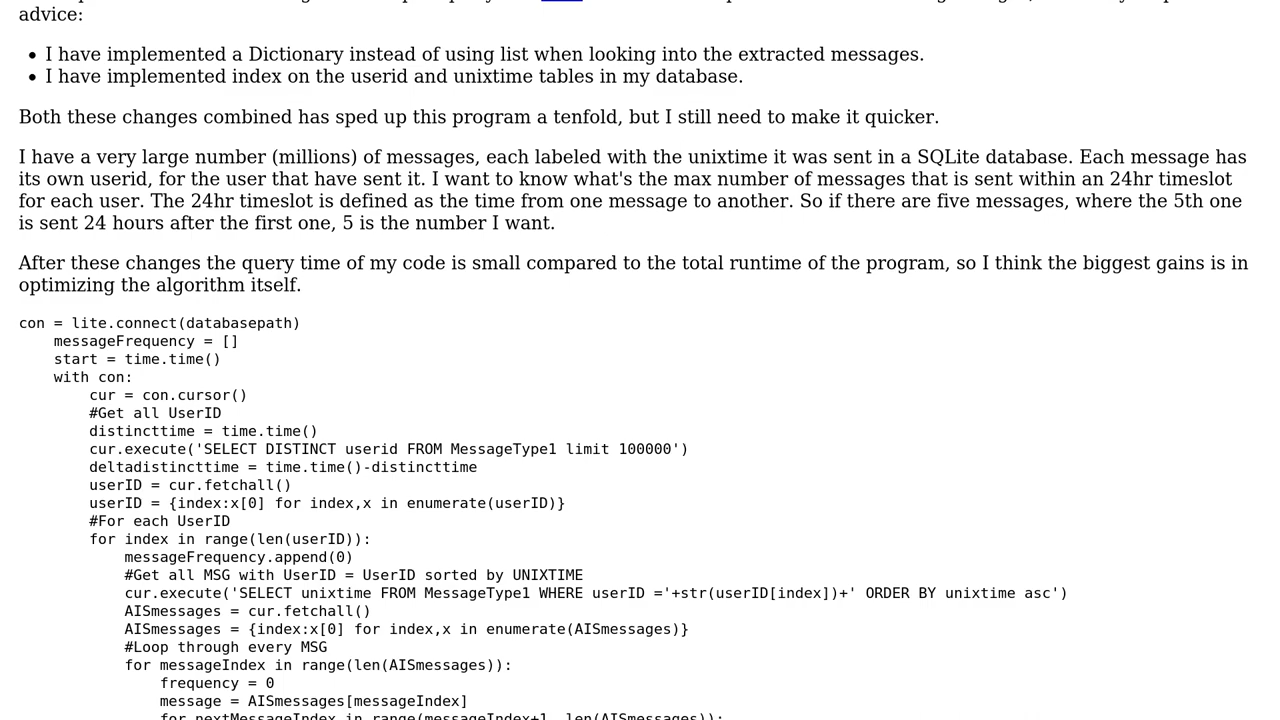 advice:
• I have implemented a Dictionary instead of using list when looking into the extracted messages.
• I have implemented index on the userid and unixtime tables in my database.
Both these changes combined has sped up this program a tenfold, but I still need to make it quicker.
I have a very large number (millions) of messages, each labeled with the unixtime it was sent in a SQLite database. Each message has
its own userid, for the user that have sent it. I want to know what's the max number of messages that is sent within an 24hr timeslot
for each user. The 24hr timeslot is defined as the time from one message to another. So if there are five messages, where the 5th one
is sent 24 hours after the first one, 5 is the number I want.
After these changes the query time of my code is small compared to the total runtime of the program, so I think the biggest gains is in
optimizing the algorithm itself.
con = lite.connect(databasepath)
    messageFrequency = []
    start = time.time()
    with con:
        cur = con.cursor()
        #Get all UserID
        distincttime = time.time()
        cur.execute('SELECT DISTINCT userid FROM MessageType1 limit 100000')
        deltadistincttime = time.time()-distincttime
        userID = cur.fetchall()
        userID = {index:x[0] for index,x in enumerate(userID)}
        #For each UserID
        for index in range(len(userID)):
            messageFrequency.append(0)
            #Get all MSG with UserID = UserID sorted by UNIXTIME
            cur.execute('SELECT unixtime FROM MessageType1 WHERE userID ='+str(userID[index])+' ORDER BY unixtime asc')
            AISmessages = cur.fetchall()
            AISmessages = {index:x[0] for index,x in enumerate(AISmessages)}
            #Loop through every MSG
            for messageIndex in range(len(AISmessages)):
                frequency = 0
                message = AISmessages[messageIndex]
                for nextMessageIndex in range(messageIndex+1, len(AISmessages)):